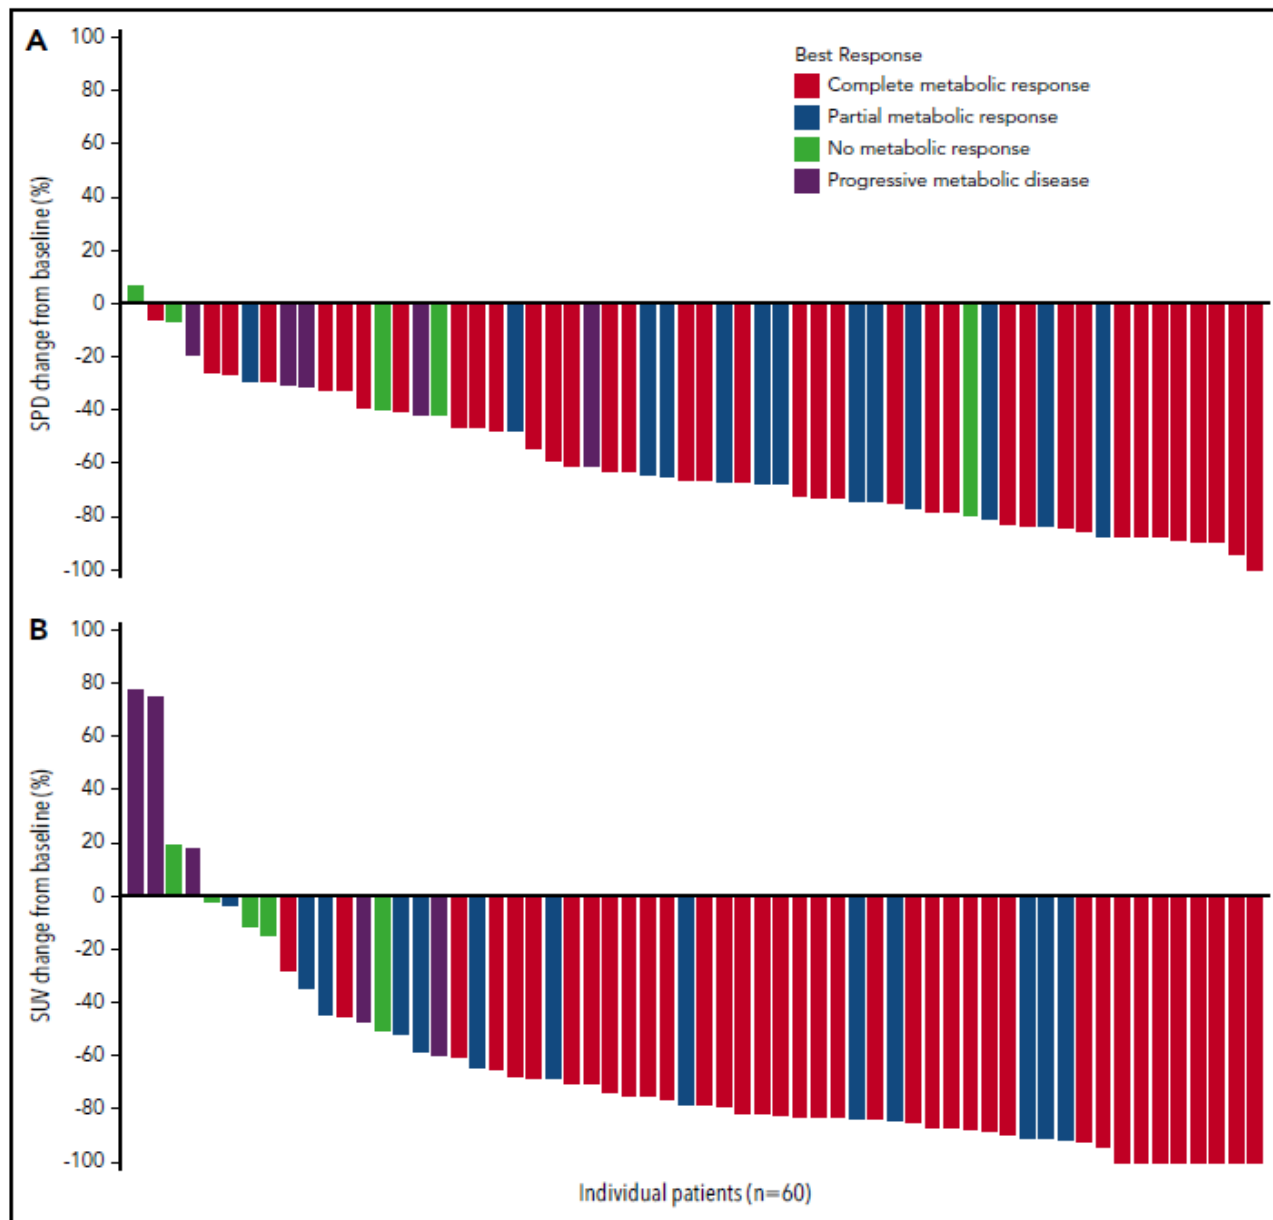 A
SPD change from baseline (%)
100
80
60
40
20
0
-20
-40
-60
-80
-100
Best Response
Complete metabolic response
Partial metabolic response
No metabolic response
Progressive metabolic disease
B
SUV change from baseline (%)
100
80
60
40
20
0
-20
-40
-60
-80
-100
Individual patients (n=60)